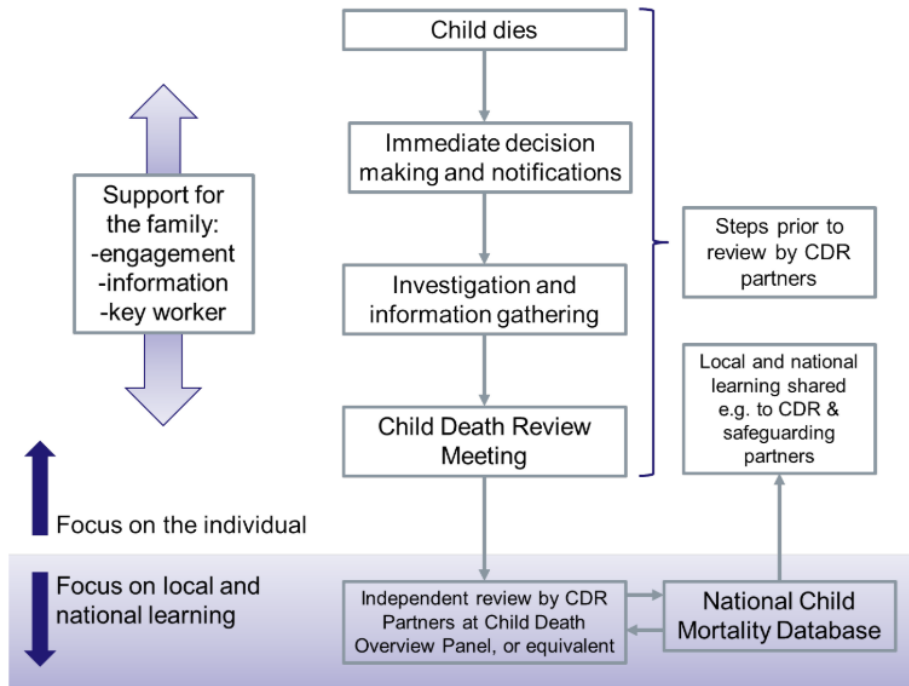 Child dies
Immediate decision
making and notifications
Support for
the family:
-engagement
-information
-key worker
Steps prior to
review by CDR
partners
Investigation and
information gathering
Local and national
learning shared
e.g. to CDR &
safeguarding
partners
Child Death Review
Meeting
Focus on the individual
Focus on local and
national learning
Independent review by CDR
Partners at Child Death
Overview Panel, or equivalent
National Child
Mortality Database